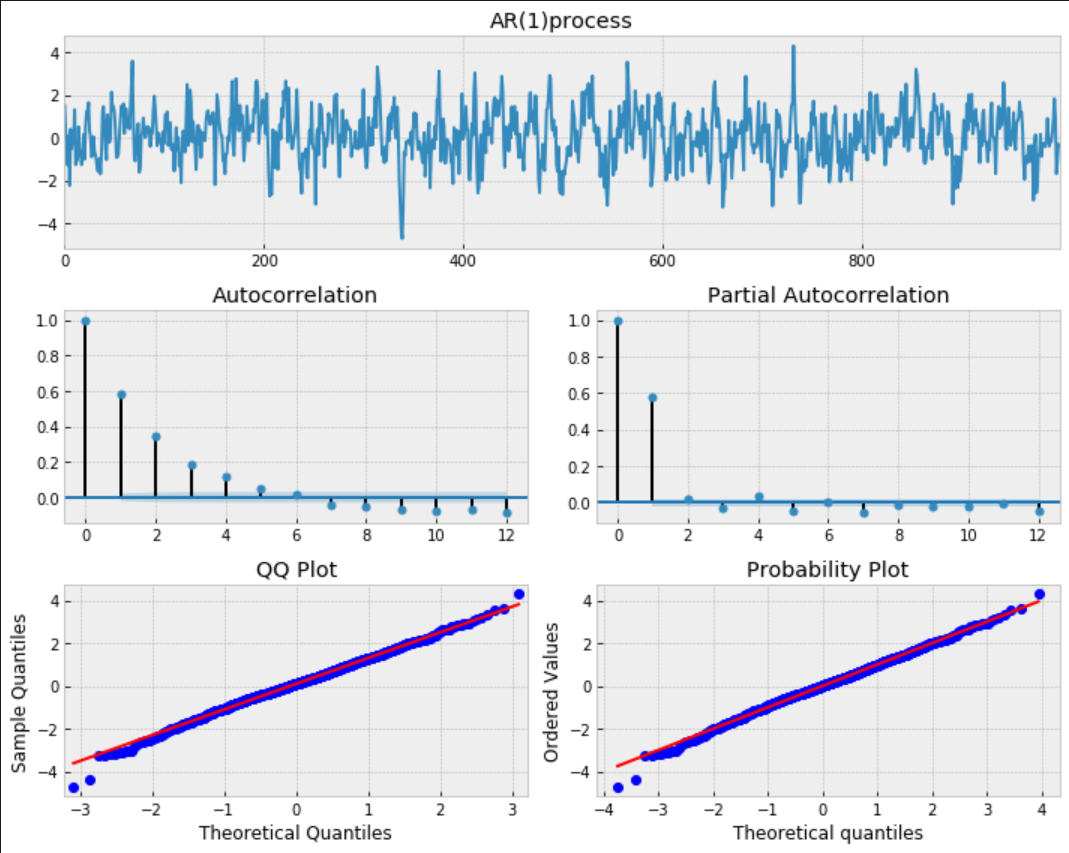 AR(1)process
4
2
0
−2
−4
0 200 400 600 800
Autocorrelation
1.0
0.8
0.6
0.4
0.2
0.0
0 2 4 6 8 10 12
Partial Autocorrelation
1.0
0.8
0.6
0.4
0.2
0.0
0 2 4 6 8 10 12
QQ Plot
Sample Quantiles
4
2
0
−2
−4
−3 −2 −1 0 1 2 3
Theoretical Quantiles
Probability Plot
Ordered Values
4
2
0
−2
−4
−4 −3 −2 −1 0 1 2 3 4
Theoretical quantiles